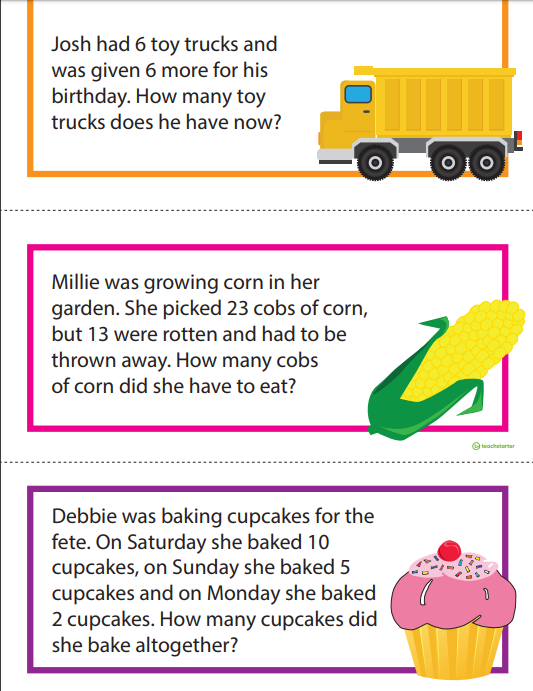 Josh had 6 toy trucks and
was given 6 more for his
birthday. How many toy
trucks does he have now?
Millie was growing corn in her
garden. She picked 23 cobs of corn,
but 13 were rotten and had to be
thrown away. How many cobs
of corn did she have to eat?
teachstarter
Debbie was baking cupcakes for the
fete. On Saturday she baked 10
cupcakes, on Sunday she baked 5
cupcakes and on Monday she baked
2 cupcakes. How many cupcakes did
she bake altogether?